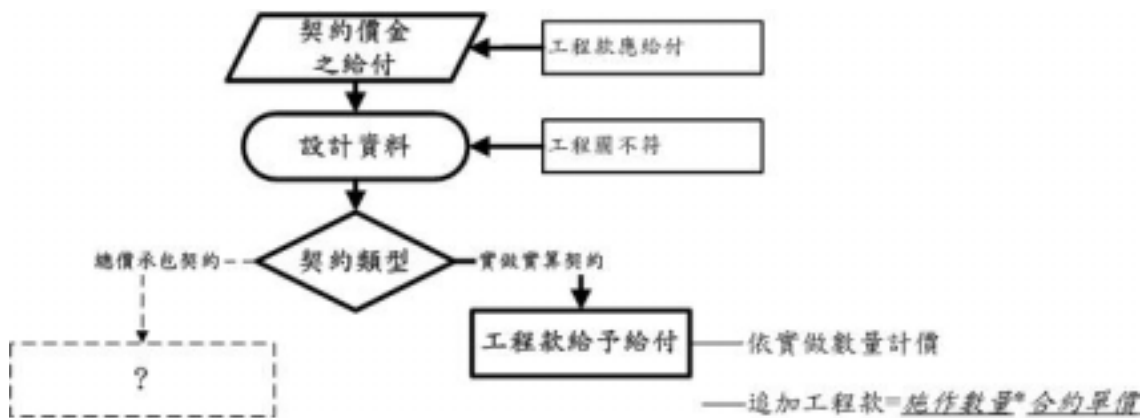 契約價金
之給付
工程款應給付
設計資料
工程圖不符
契約類型
總價承包契約
實做實算契約
?
工程款給予給付
依實做數量計價
追加工程款=施作數量*合約單價